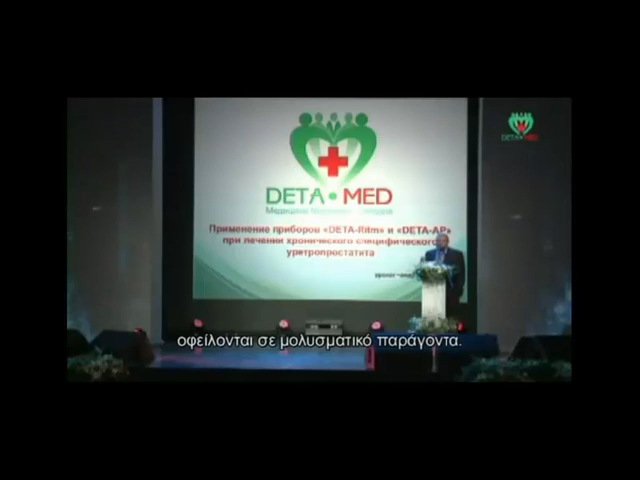 DETA·MED
DETA·MED
Применение приборов «DETA-Ritm» и «DETA-AP»
при лечении хронического специфического
уретропростатита
οφείλονται σε μολυσματικό παράγοντα.